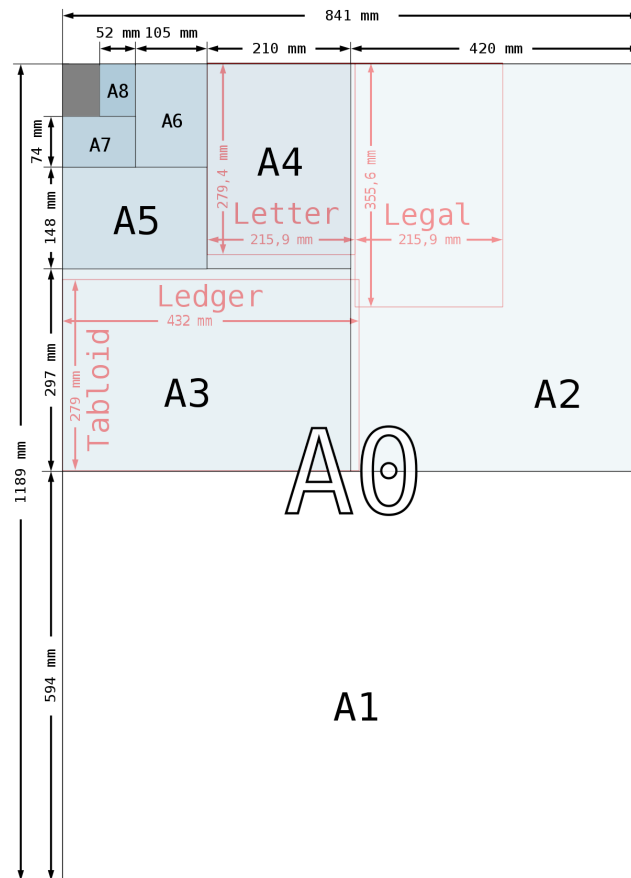 841 mm
52 mm
105 mm
210 mm
420 mm
A8
A6
A7
A4
A5
74 mm
148 mm
279,4 mm
355,6 mm
Letter
Legal
215,9 mm
215,9 mm
Ledger
432 mm
Tabloid
279 mm
297 mm
A3
A2
A0
1189 mm
594 mm
A1